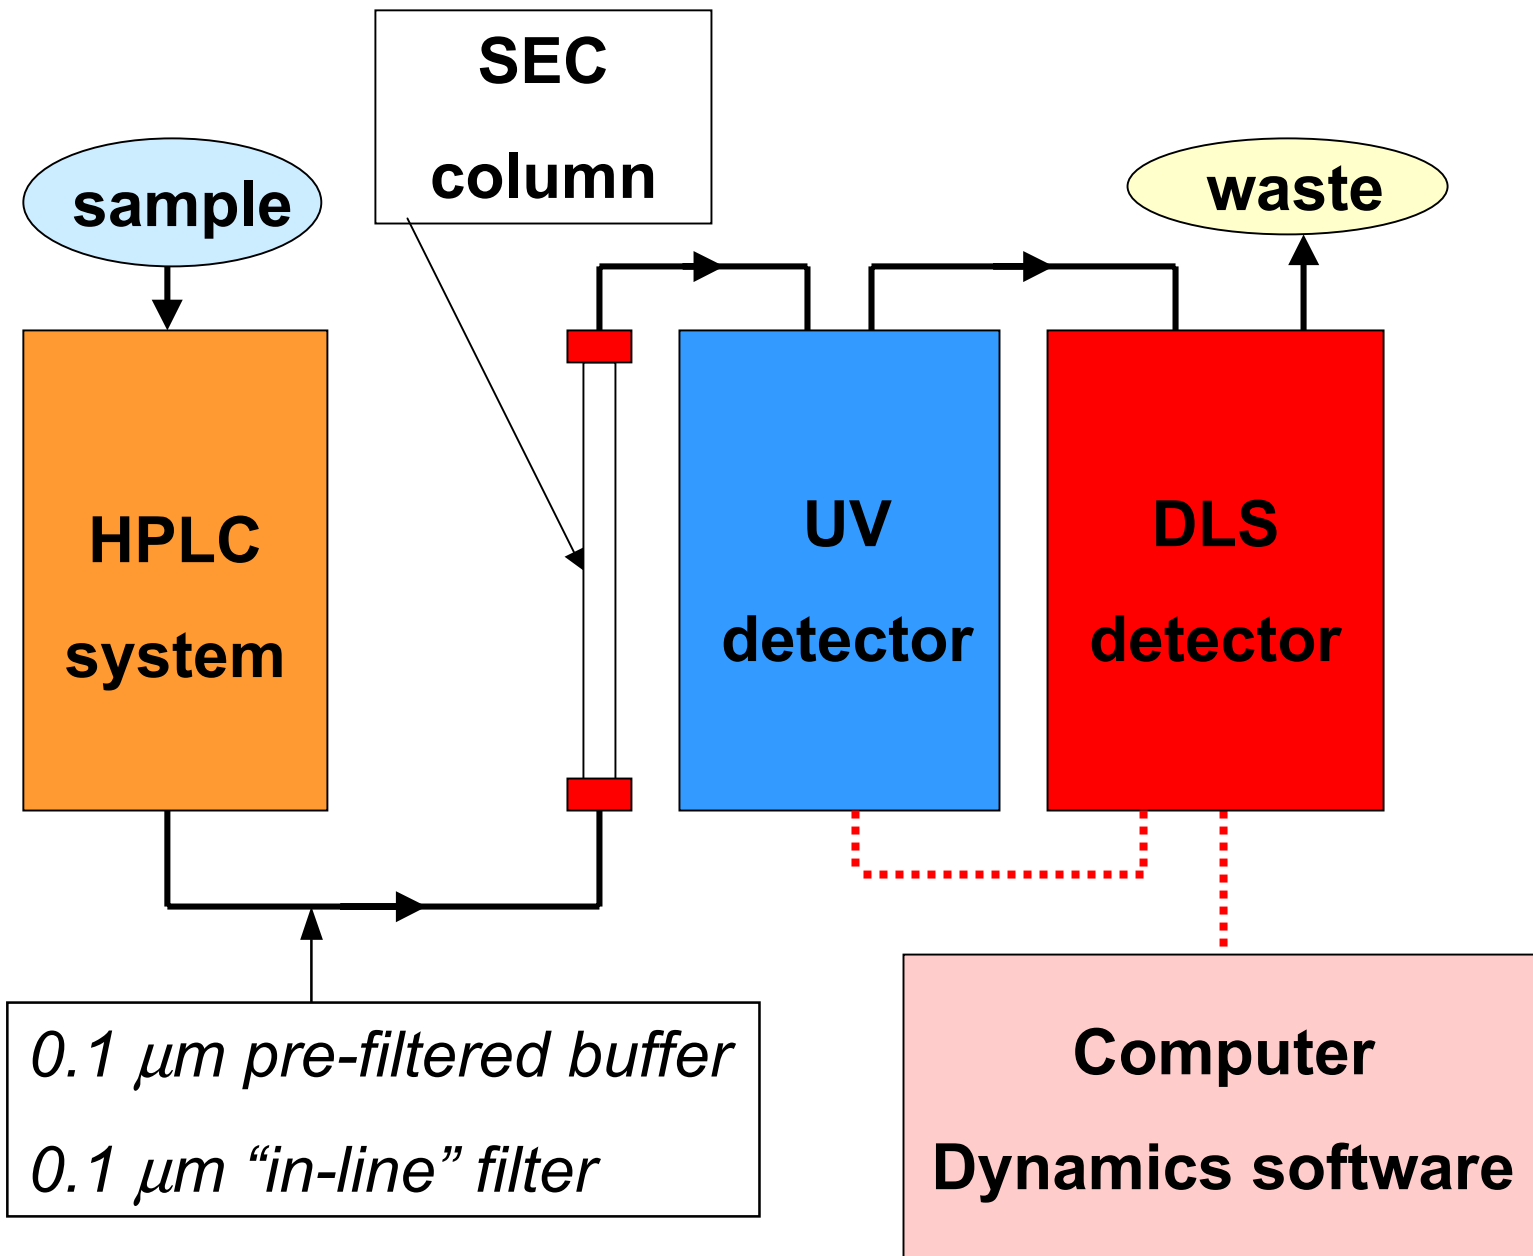 SEC
column
sample
waste
HPLC
system
UV
detector
DLS
detector
0.1 μm pre-filtered buffer
0.1 μm “in-line” filter
Computer
Dynamics software